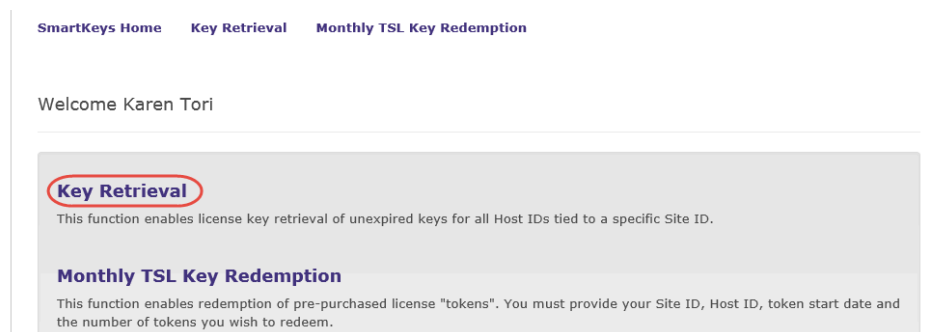 SmartKeys Home Key Retrieval Monthly TSL Key Redemption
Welcome Karen Tori
Key Retrieval
This function enables license key retrieval of unexpired keys for all Host IDs tied to a specific Site ID.
Monthly TSL Key Redemption
This function enables redemption of pre-purchased license "tokens". You must provide your Site ID, Host ID, token start date and
the number of tokens you wish to redeem.